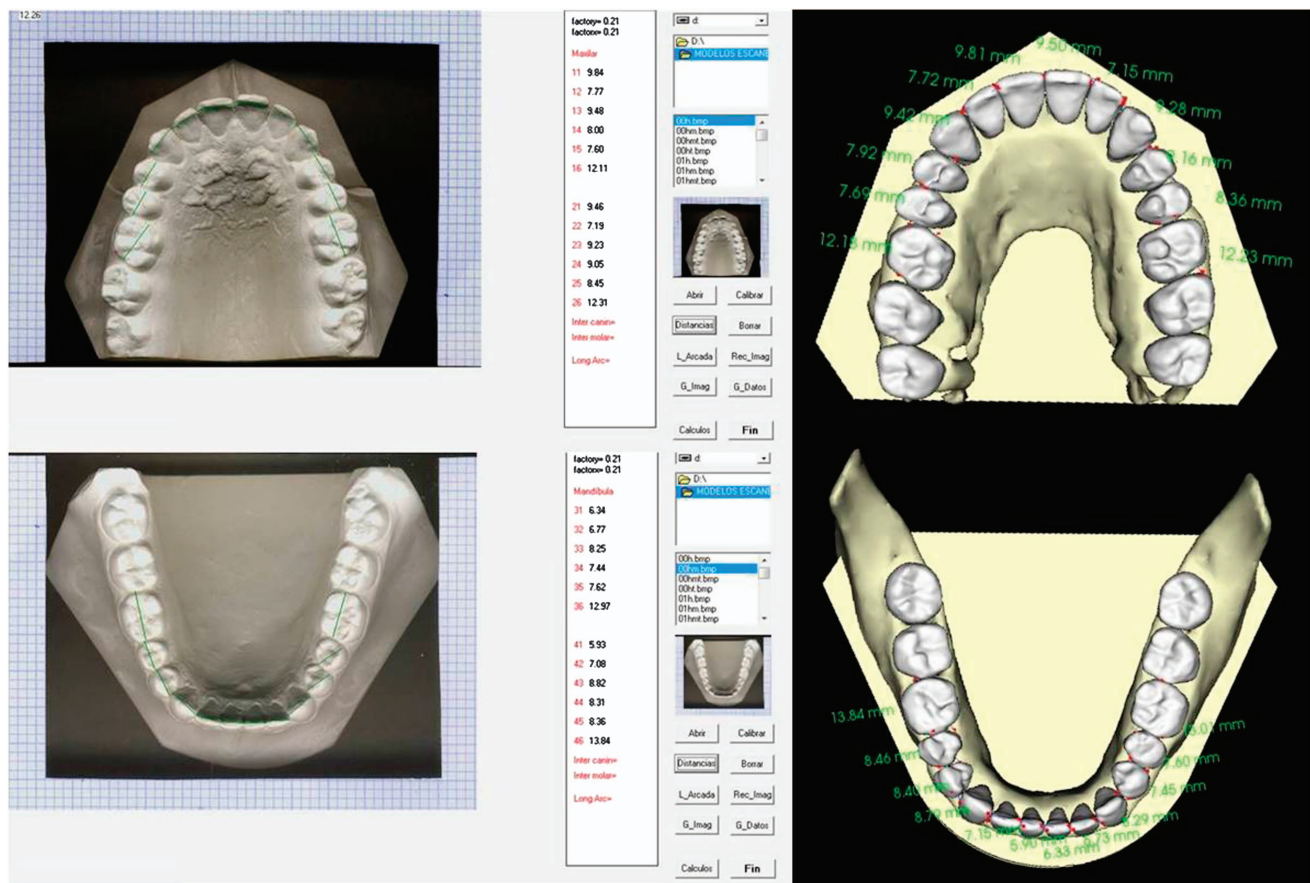 12.26
factory= 0.21
factorx= 0.21
Maxilar
11 9.84
12 7.77
13 9.48
14 8.00
15 7.60
16 12.11
21 9.46
22 7.19
23 9.23
24 9.05
25 8.45
26 12.31
Inter canin=
Inter molar=
Long.Arc=
d:
D:\
MODELOS ESCANE
00h.bmp
00hm.bmp
00hmt.bmp
00ht.bmp
01h.bmp
01hm.bmp
01hmt.bmp
Abrir Calibrar
Distancias Borrar
L_Arcada Rec_Imag
G_Imag G_Datos
Calculos Fin
9.50 mm
9.81 mm
7.15 mm
7.72 mm
9.28 mm
9.42 mm
9.16 mm
7.92 mm
8.36 mm
7.69 mm
12.18 mm
12.23 mm
factory= 0.21
factorx= 0.21
Mandíbula
31 6.34
32 6.77
33 8.25
34 7.44
35 7.62
36 12.97
41 5.93
42 7.08
43 8.82
44 8.31
45 8.36
46 13.84
Inter canin=
Inter molar=
Long.Arc=
d:
D:\
MODELOS ESCANE
00h.bmp
00hm.bmp
00hmt.bmp
00ht.bmp
01h.bmp
01hm.bmp
01hmt.bmp
Abrir Calibrar
Distancias Borrar
L_Arcada Rec_Imag
G_Imag G_Datos
Calculos Fin
13.84 mm
13.01 mm
8.46 mm
7.60 mm
8.40 mm
7.45 mm
8.79 mm
8.29 mm
7.15 mm
5.90 mm
6.33 mm
mm